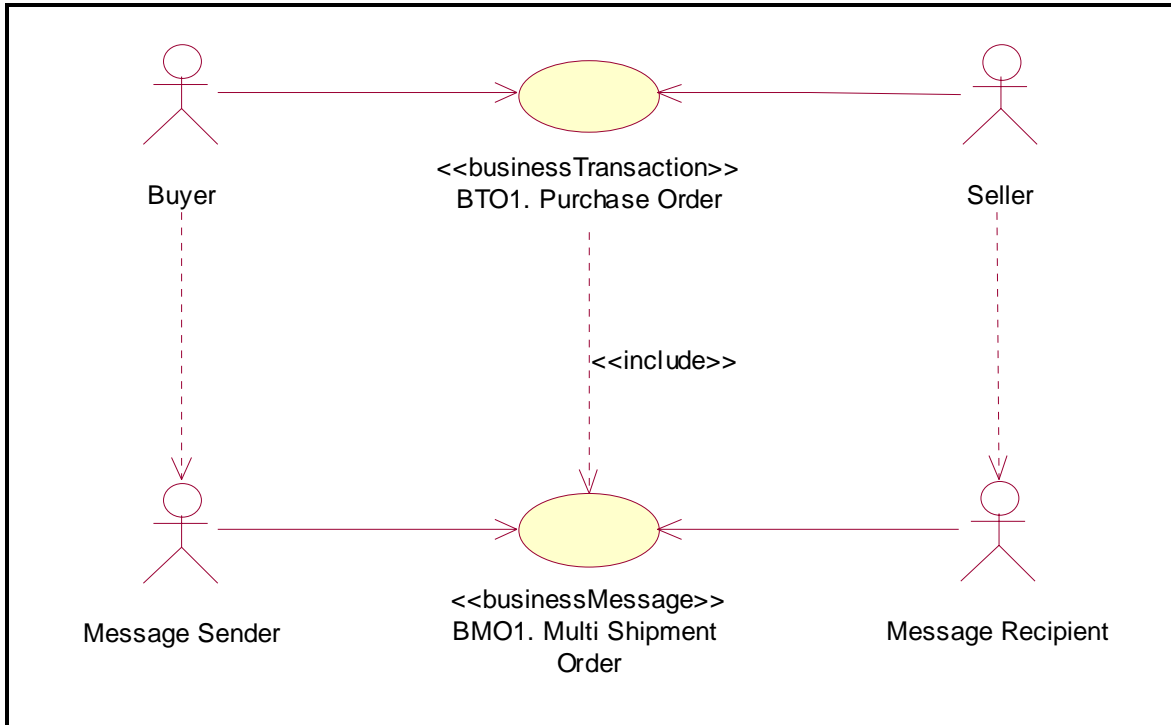 <<businessTransaction>>
BTO1. Purchase Order
Buyer
Seller
<<include>>
<<businessMessage>>
BMO1. Multi Shipment
Order
Message Sender
Message Recipient